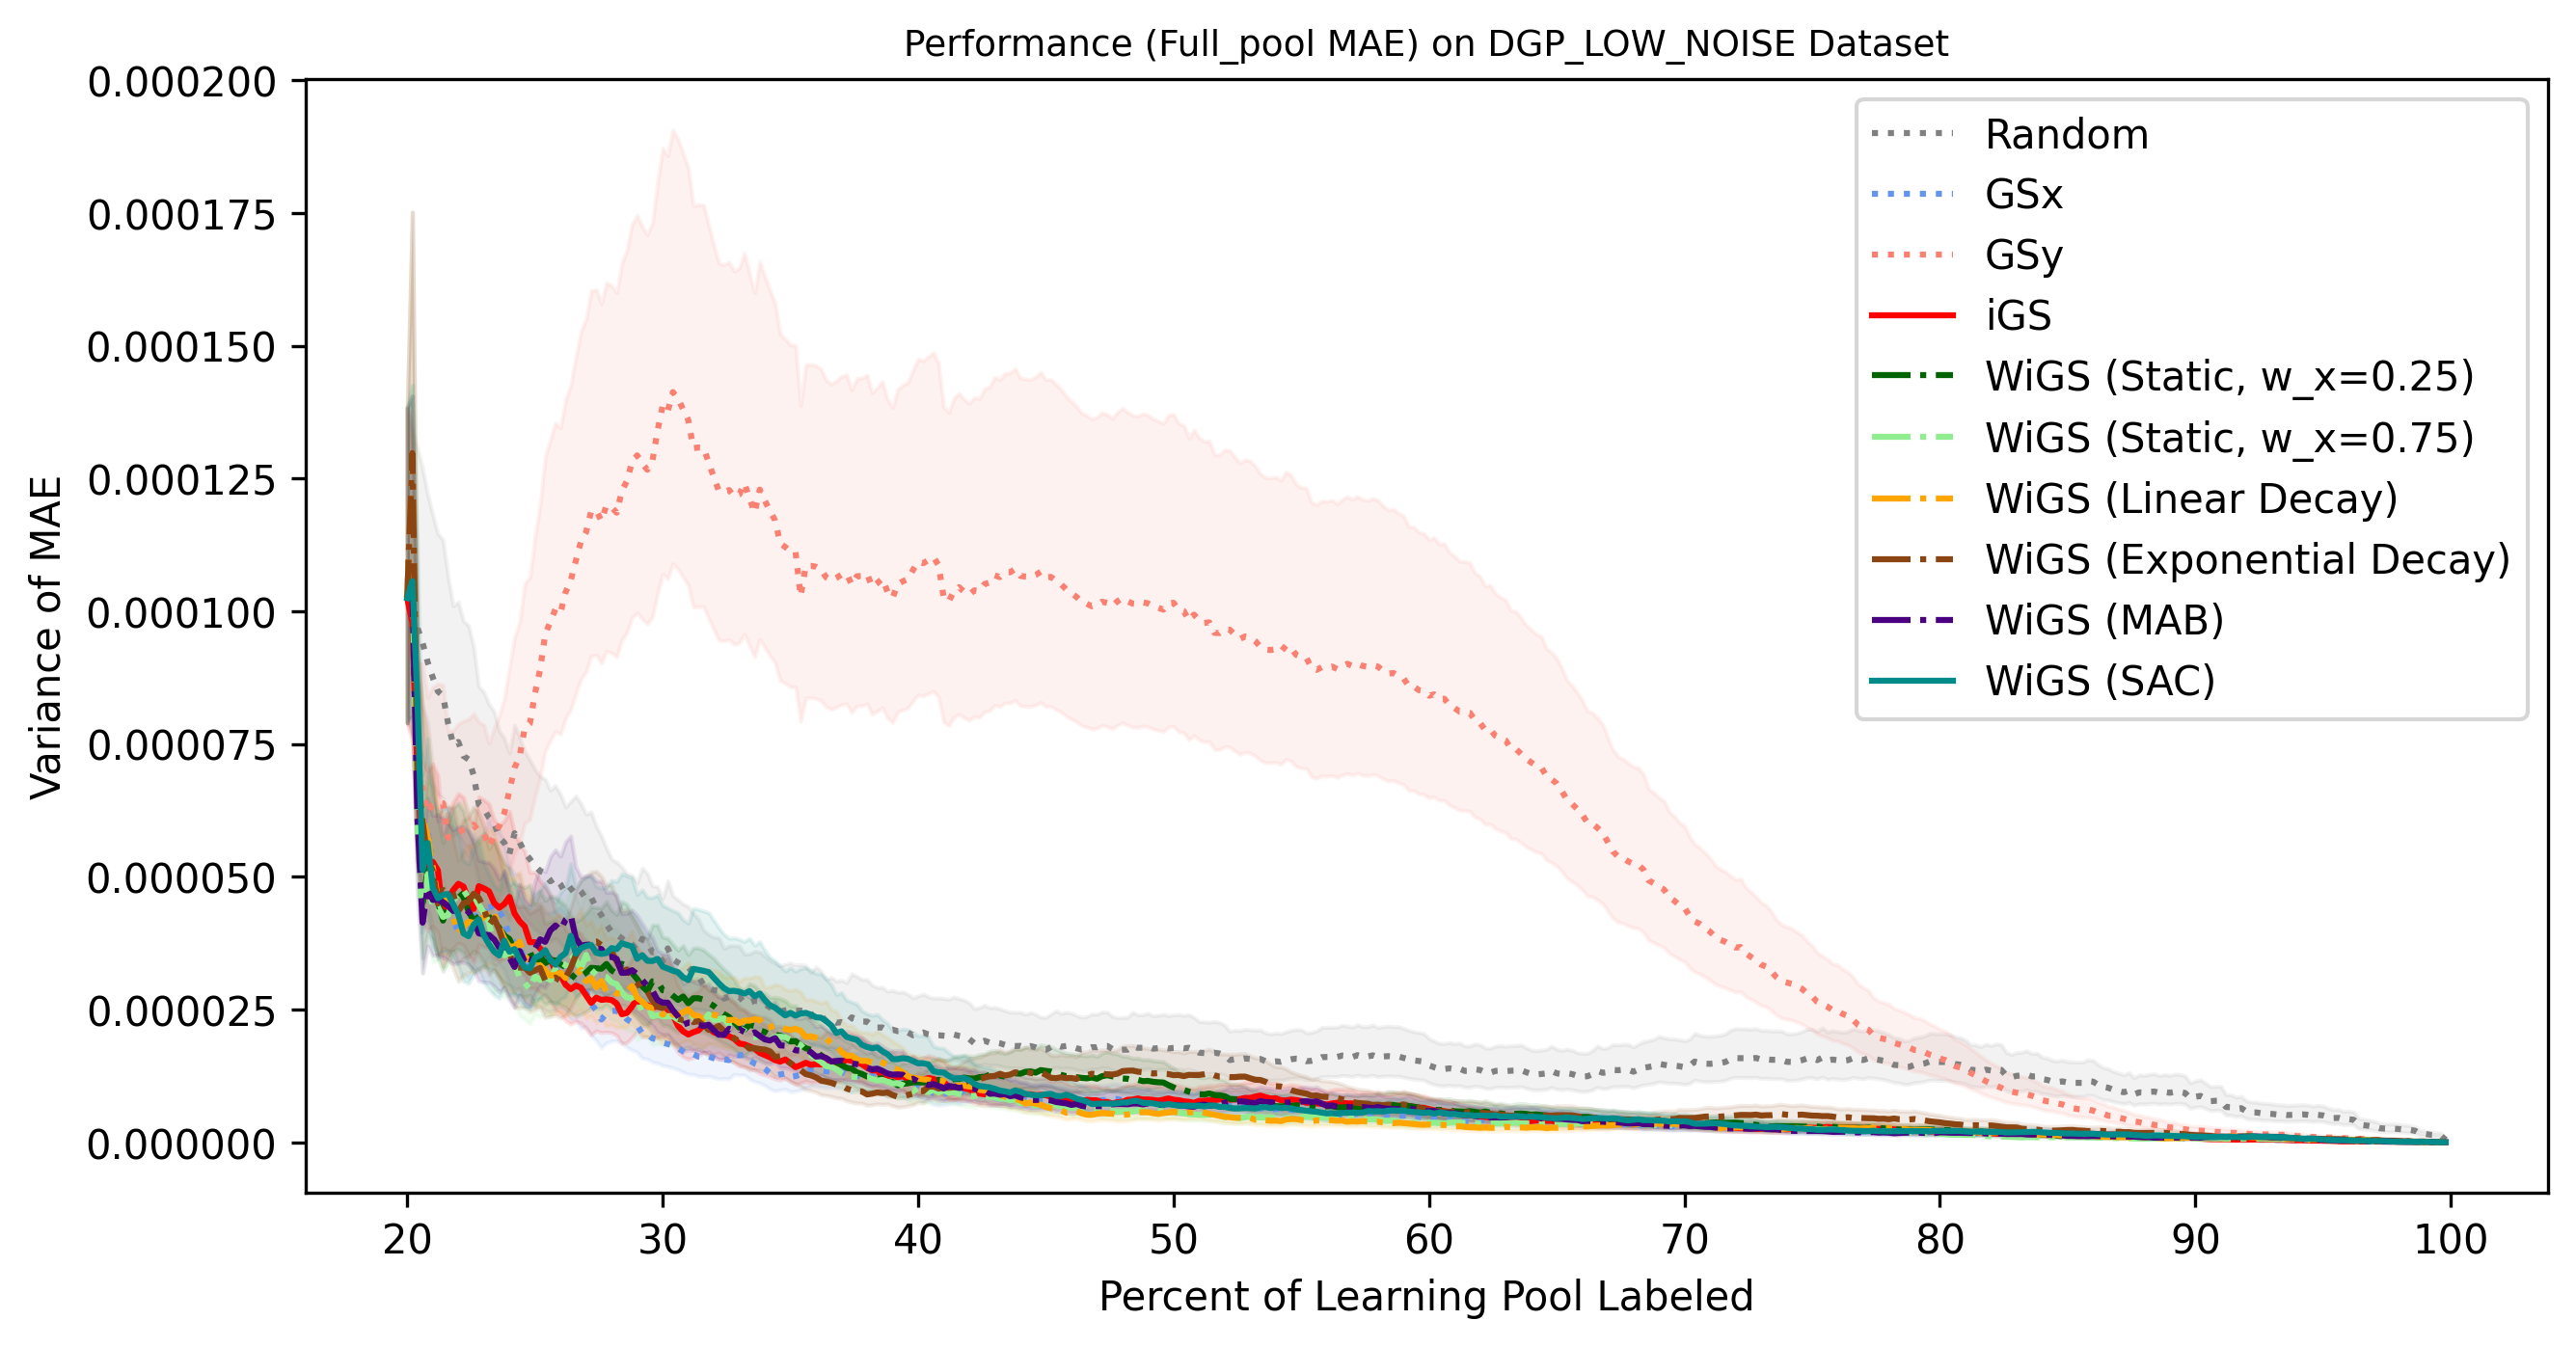 Performance (Full_pool MAE) on DGP_LOW_NOISE Dataset
0.000200
0.000175
0.000150
0.000125
0.000100
0.000075
0.000050
0.000025
0.000000
Variance of MAE
Random
GSx
GSy
iGS
WiGS (Static, w_x=0.25)
WiGS (Static, w_x=0.75)
WiGS (Linear Decay)
WiGS (Exponential Decay)
WiGS (MAB)
WiGS (SAC)
20 30 40 50 60 70 80 90 100
Percent of Learning Pool Labeled